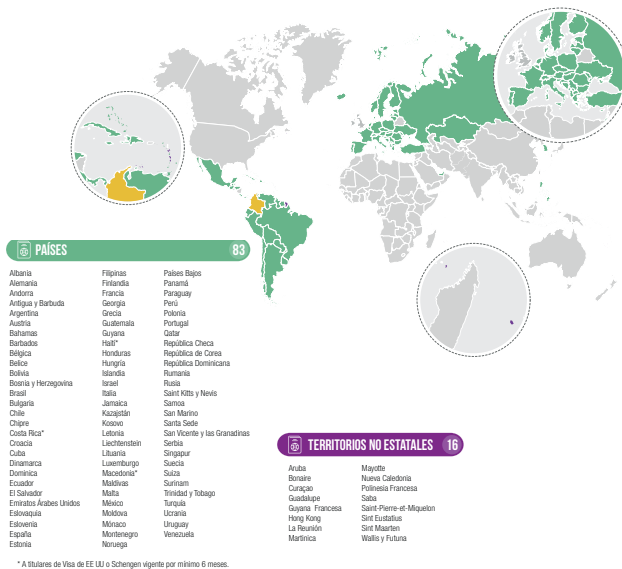 PAÍSES 83
Albania
Alemania
Andorra
Antigua y Barbuda
Argentina
Austria
Bahamas
Barbados
Bélgica
Belice
Bolivia
Bosnia y Herzegovina
Brasil
Bulgaria
Chile
Chipre
Costa Rica*
Croacia
Cuba
Dinamarca
Dominica
Ecuador
El Salvador
Emiratos Árabes Unidos
Eslovaquia
Eslovenia
España
Estonia
Filipinas
Finlandia
Francia
Georgia
Grecia
Guatemala
Guyana
Haití*
Honduras
Hungría
Islandia
Israel
Italia
Jamaica
Kazajstán
Kosovo
Letonia
Liechtenstein
Lituania
Luxemburgo
Macedonia*
Maldivas
Malta
México
Moldova
Mónaco
Montenegro
Noruega
Países Bajos
Panamá
Paraguay
Perú
Polonia
Portugal
Qatar
República Checa
República de Corea
República Dominicana
Rumania
Rusia
Saint Kitts y Nevis
Samoa
San Marino
Santa Sede
San Vicente y las Granadinas
Serbia
Singapur
Suecia
Suiza
Surinam
Trinidad y Tobago
Turquía
Ucrania
Uruguay
Venezuela
* A titulares de Visa de EE UU o Schengen vigente por mínimo 6 meses.
TERRITORIOS NO ESTATALES 16
Aruba
Bonaire
Curaçao
Guadalupe
Guyana Francesa
Hong Kong
La Reunión
Martinica
Mayotte
Nueva Caledonia
Polinesia Francesa
Saba
Saint-Pierre-et-Miquelon
Sint Eustatius
Sint Maarten
Wallis y Futuna